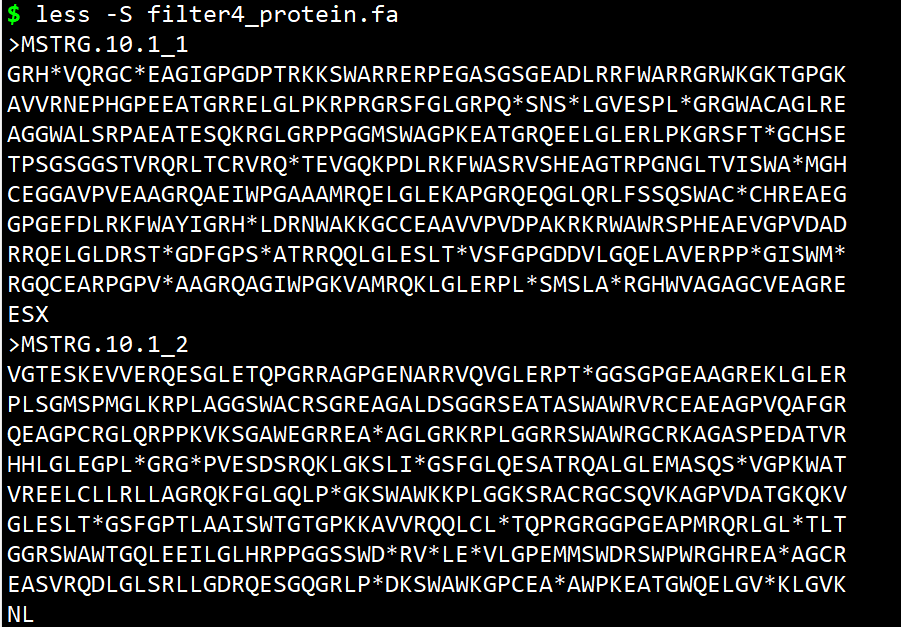 $ less -S filter4_protein.fa
>MSTRG.10.1_1
GRH*VQRGC*EAGIGPGDPTRKKSWARRERPEGASGSGEADLRRFWARRGRWKGKTGPGK
AVVRNEPHGPEEATGRRELGLPKRPRGRSFGLGRPQ*SNS*LGVESPL*GRGWACAGLRE
AGGWALSRPAEATESQKRGLGRPPGGMSWAGPKEATGRQEELGLERLPKGRSFT*GCHSE
TPSGSGGSTVRQRLTCRVRQ*TEVGQKPDLRKFWASRVSHEAGTRPGNGLTVISWA*MGH
CEGGAVPVEAAGRQAEIWPGAAAMRQELGLEKAPGRQEQGLQRLFSSQSWAC*CHREAEG
GPGEFDLRKFWAYIGRH*LDRNWAKKGCCEAAVVPVDPAKRKRWAWRSPHEAEVGPVDAD
RRQELGLDRST*GDFGPS*ATRRQQLGLESLT*VSFGPGDDVLGQELAVERPP*GISWM*
RGQCEARPGPV*AAGRQAGIWPGKVAMRQKLGLERPL*SMSLA*RGHWVAGAGCVEAGRE
ESX
>MSTRG.10.1_2
VGTESKEVVERQESGLETQPGRRAGPGENARRVQVGLERPT*GGSGPGEAAGREKLGLER
PLSGMSPMGLKRPLAGGSWACRSGREAGALDSGGRSEATASWAWRVRCEAEAGPVQAFGR
QEAGPCRGLQRPPKVKSGAWEGRREA*AGLGRKRPLGGRRSWAWRGCRKAGASPEDATVR
HHLGLEGPL*GRG*PVESDSRQKLGKSLI*GSFGLQESATRQALGLEMASQS*VGPKWAT
VREELCLLRLLAGRQKFGLGQLP*GKSWAWKKPLGGKSRACRGCSQVKAGPVDATGKQKV
GLESLT*GSFGPTLAAISWTGTGPKKAVVRQQLCL*TQPRGRGGPGEAPMRQRLGL*TLT
GGRSWAWTGQLEEILGLHRPPGGSSWD*RV*LE*VLGPEMMSWDRSWPWRGHREA*AGCR
EASVRQDLGLSRLLGDRQESGQGRLP*DKSWAWKGPCEA*AWPKEATGWQELGV*KLGVK
NL